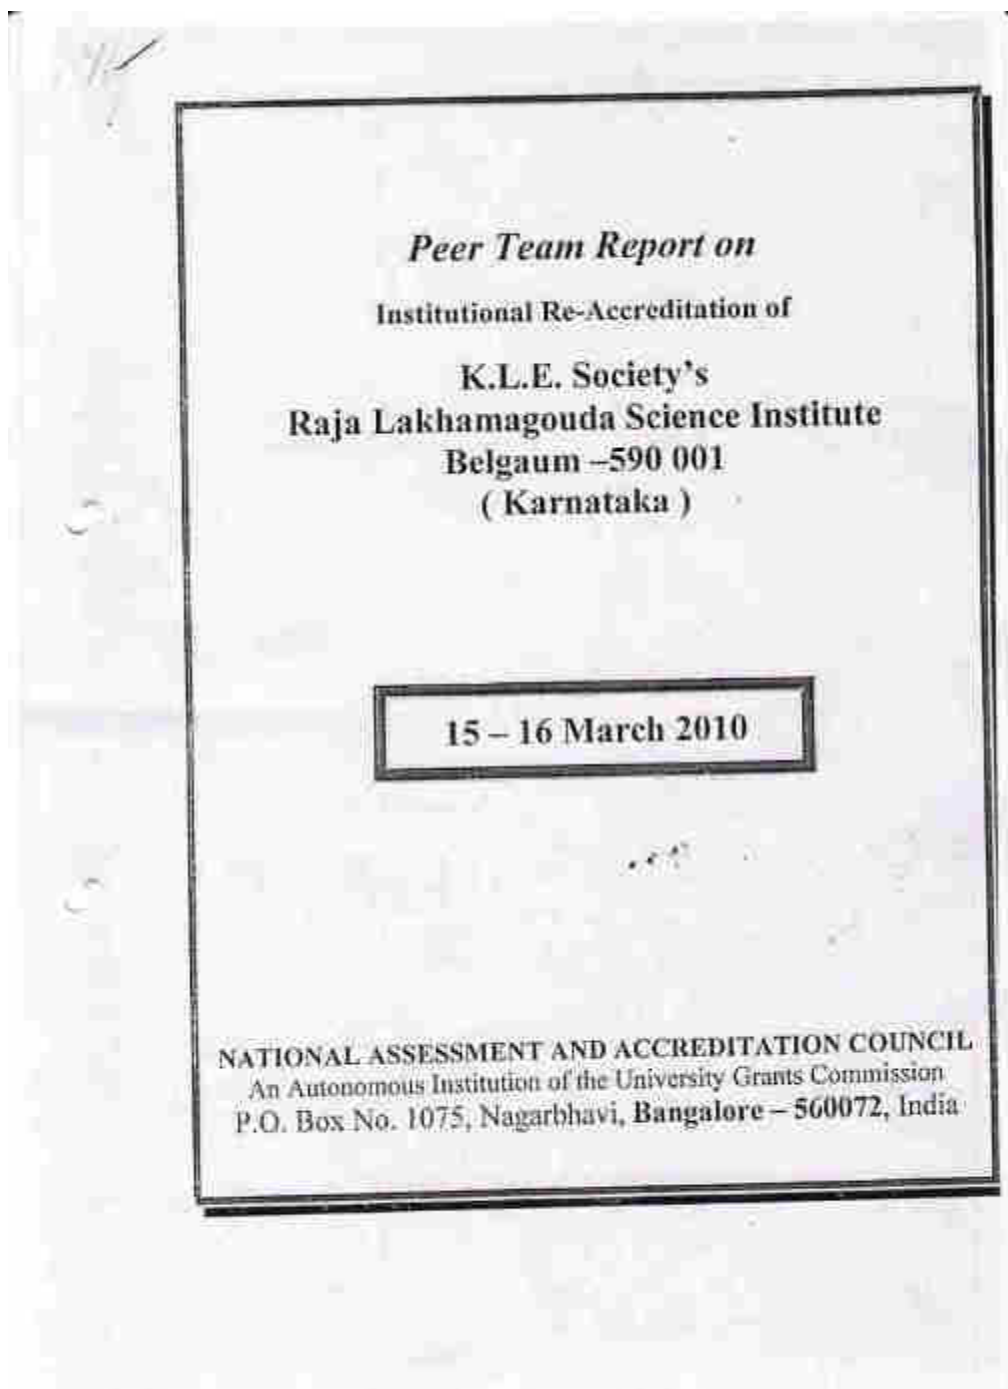 Peer Team Report on
Institutional Re-Accreditation of
K.L.E. Society's
Raja Lakhamagouda Science Institute
Belgaum –590 001
( Karnataka )
15 – 16 March 2010
NATIONAL ASSESSMENT AND ACCREDITATION COUNCIL
An Autonomous Institution of the University Grants Commission
P.O. Box No. 1075, Nagarbhavi, Bangalore – 560072, India